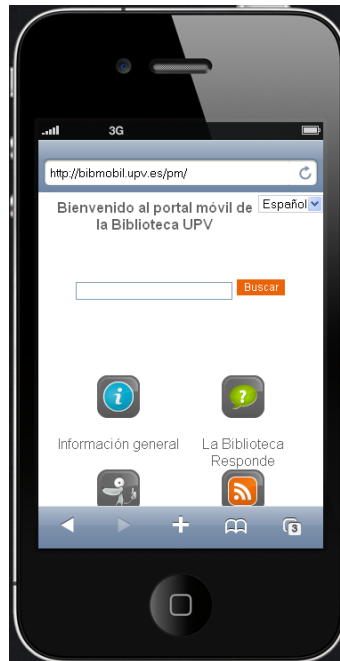 3G
http://bibmobil.upv.es/pm/
Bienvenido al portal móvil de
Español
la Biblioteca UPV
Buscar
i
?
Información general
La Biblioteca
Responde
3